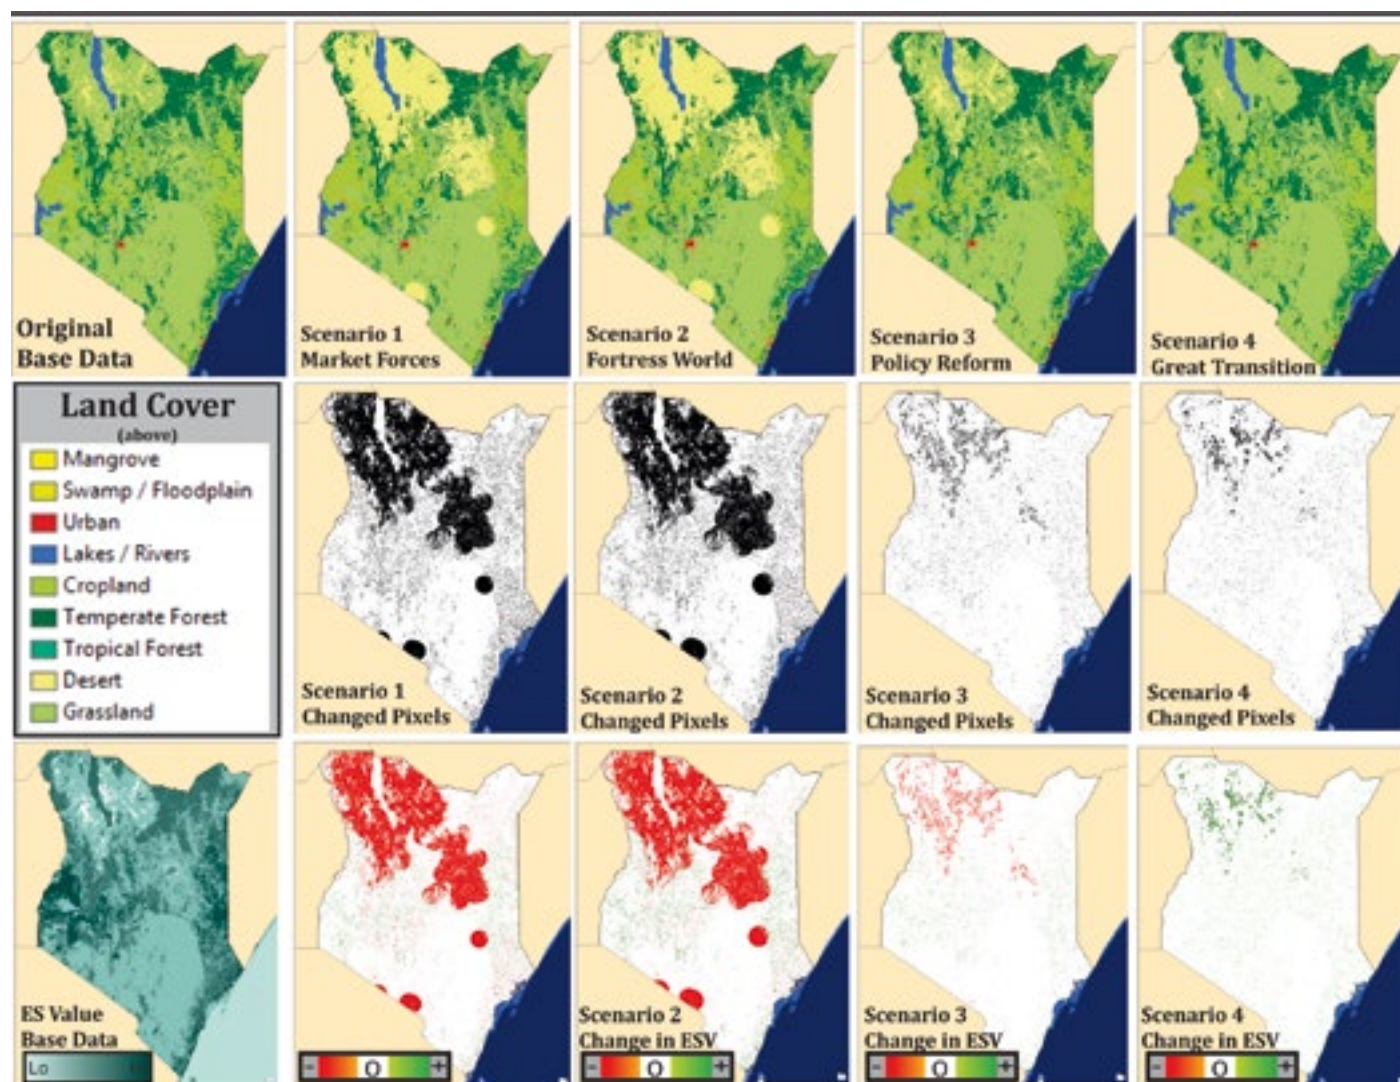 Original
Base Data
Scenario 1
Market Forces
Scenario 2
Fortress World
Scenario 3
Policy Reform
Scenario 4
Great Transition
Land Cover
(above)
Mangrove
Swamp / Floodplain
Urban
Lakes / Rivers
Cropland
Temperate Forest
Tropical Forest
Desert
Grassland
Scenario 1
Changed Pixels
Scenario 2
Changed Pixels
Scenario 3
Changed Pixels
Scenario 4
Changed Pixels
ES Value
Base Data
Lo
- O +
Scenario 2
Change in ESV
- O +
Scenario 3
Change in ESV
- O +
Scenario 4
Change in ESV
- O +